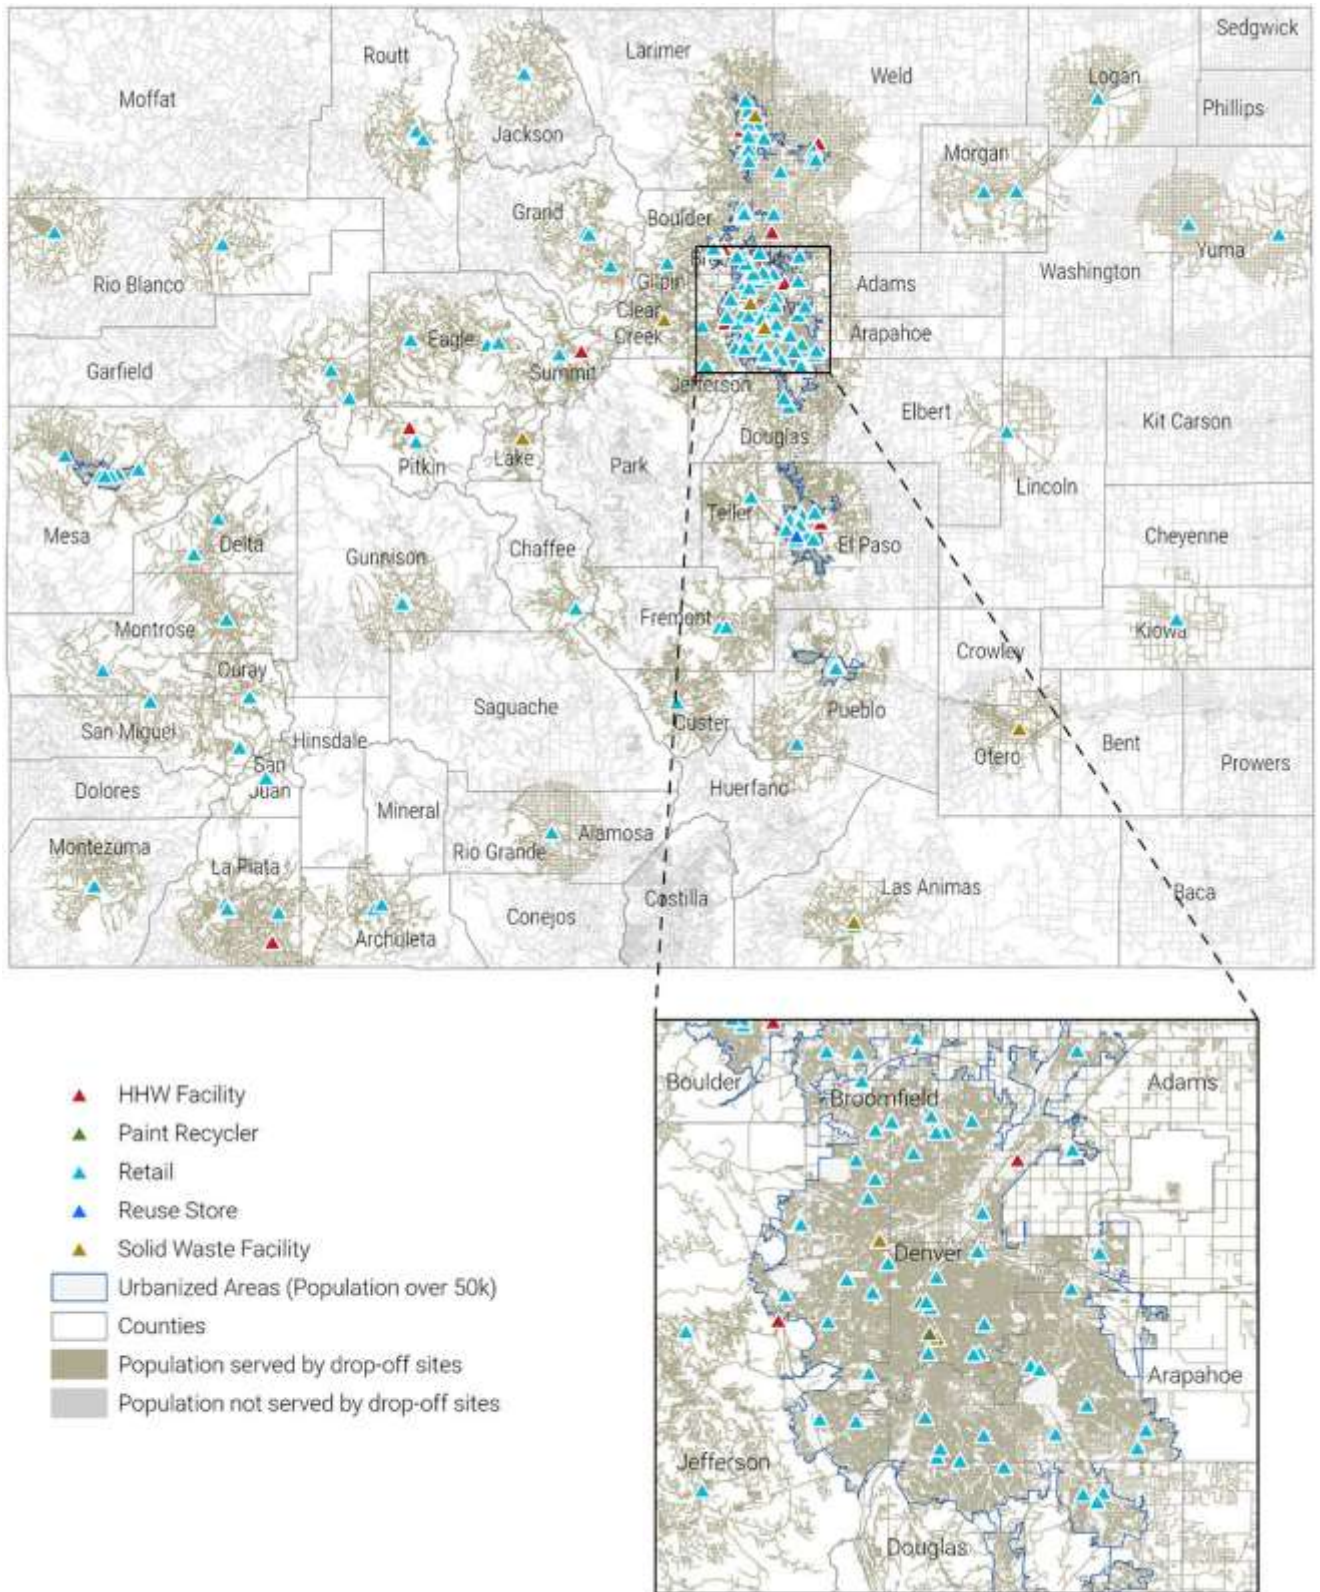 Sedgwick
Routt
Larimer
Weld
Logan
Moffat
Phillips
Jackson
Morgan
Grand
Boulder
Yuma
Rio Blanco
Gilpin
Adams
Washington
Clear
Creek
Eagle
Arapahoe
Garfield
Summit
Jefferson
Elbert
Kit Carson
Douglas
Pitkin
Lake
Park
Lincoln
Teller
Mesa
Delta
Gunnison
Chaffee
El Paso
Cheyenne
Montrose
Fremont
Kiowa
Ouray
Crowley
Saguache
Custer
Pueblo
San Miguel
Hinsdale
San
Juan
Otero
Bent
Prowers
Dolores
Huerfano
Mineral
Montezuma
Rio Grande
Alamosa
La Plata
Las Animas
Costilla
Baca
Conejos
Archuleta
Boulder
Adams
Broomfield
Denver
Arapahoe
Jefferson
Douglas
HHW Facility
Paint Recycler
Retail
Reuse Store
Solid Waste Facility
Urbanized Areas (Population over 50k)
Counties
Population served by drop-off sites
Population not served by drop-off sites